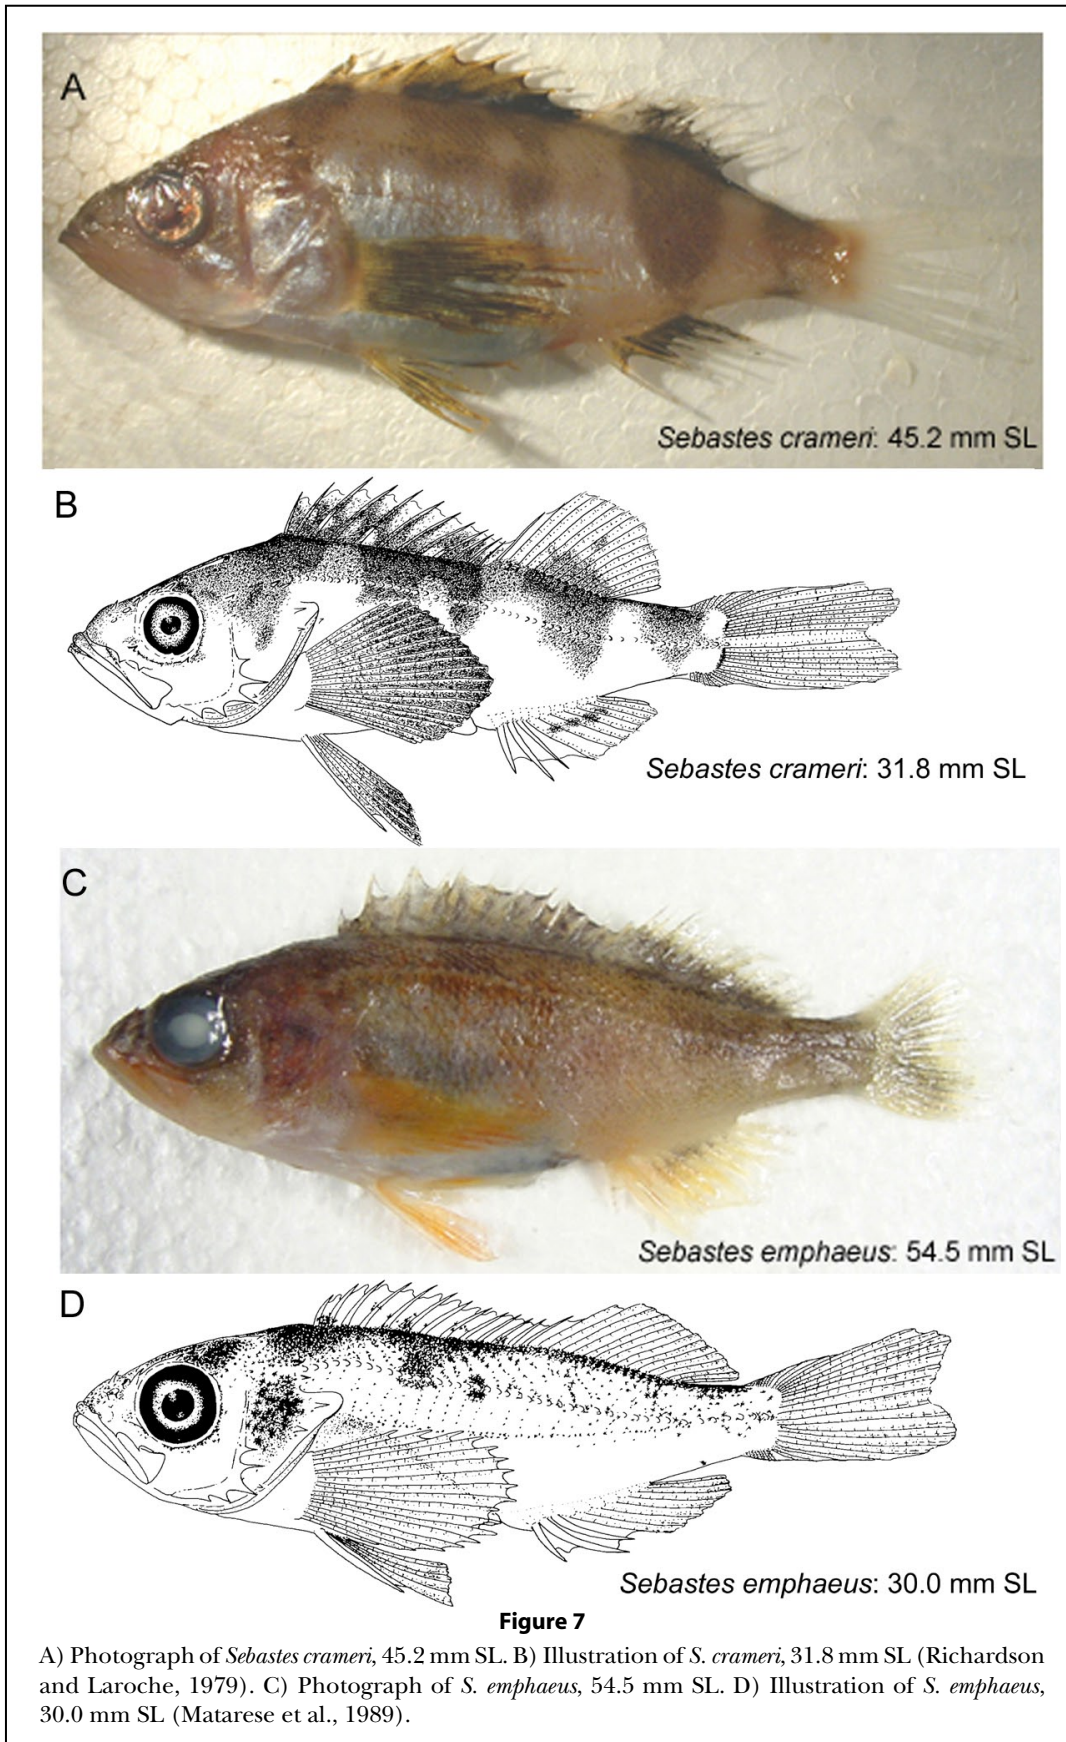 A
Sebastes crameri: 45.2 mm SL
B
Sebastes crameri: 31.8 mm SL
C
Sebastes emphaeus: 54.5 mm SL
D
Sebastes emphaeus: 30.0 mm SL
Figure 7
A) Photograph of Sebastes crameri, 45.2 mm SL. B) Illustration of S. crameri, 31.8 mm SL (Richardson
and Laroche, 1979). C) Photograph of S. emphaeus, 54.5 mm SL. D) Illustration of S. emphaeus,
30.0 mm SL (Matarese et al., 1989).